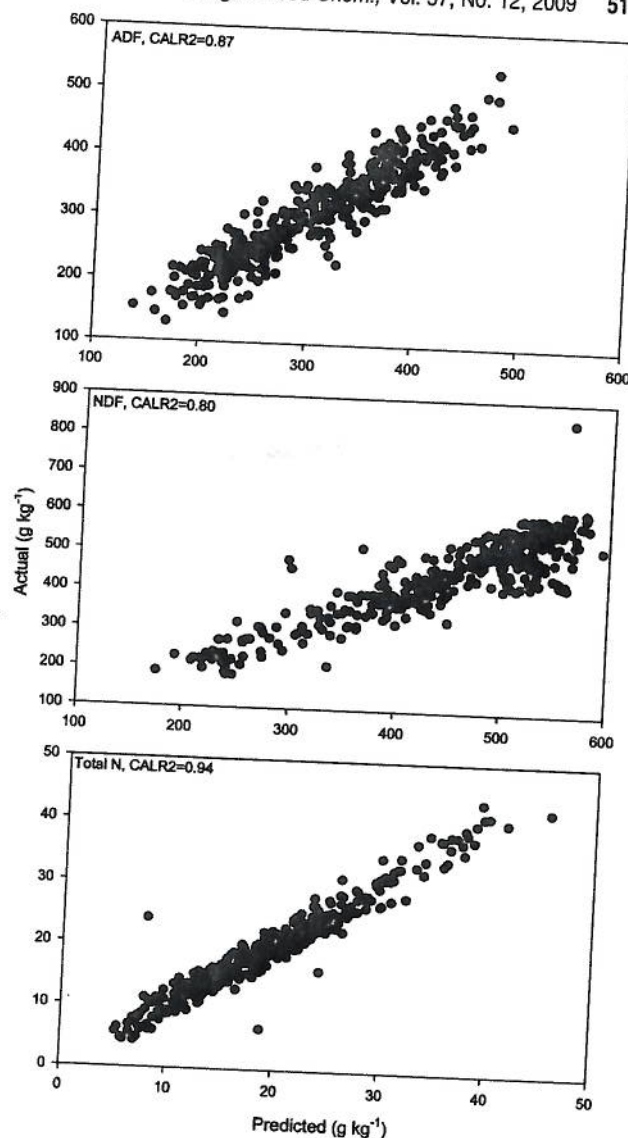 Vol. 57, No. 12, 2009 51
600
ADF, CALR2=0.87
500
400
300
200
100
100 200 300 400 500 600
900
NDF, CALR2=0.80
800
700
600
500
400
300
200
100
100 200 300 400 500 600
Actual (g kg⁻¹)
50
Total N, CALR2=0.94
40
30
20
10
0
0 10 20 30 40 50
Predicted (g kg⁻¹)